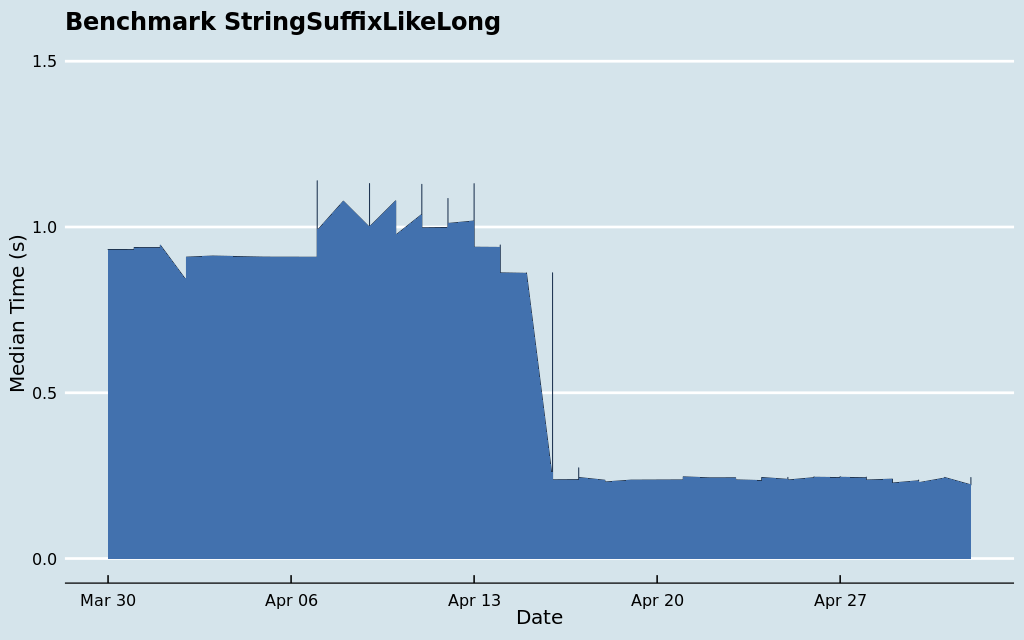 Benchmark StringSuffixLikeLong
1.5
1.0
0.5
0.0
Median Time (s)
Mar 30
Apr 06
Apr 13
Apr 20
Apr 27
Date